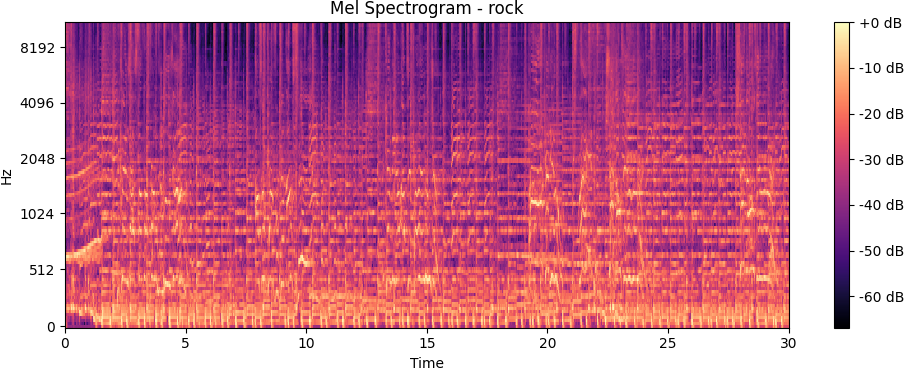 Mel Spectrogram - rock
Hz
8192
4096
2048
1024
512
0
0 5 10 15 20 25 30
Time
+0 dB
-10 dB
-20 dB
-30 dB
-40 dB
-50 dB
-60 dB